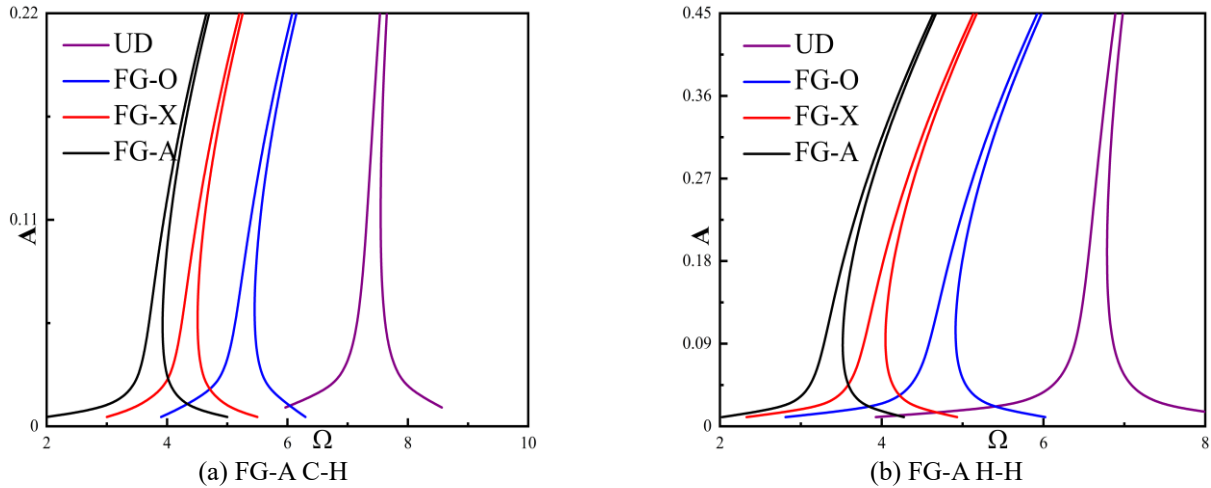 0.22
UD
FG-O
FG-X
FG-A
0.11
A
0
2
4
6
Ω
8
10
(a) FG-A C-H
0.45
UD
0.36
FG-O
FG-X
0.27
FG-A
A
0.18
0.09
0
2
4
Ω
6
8
(b) FG-A H-H